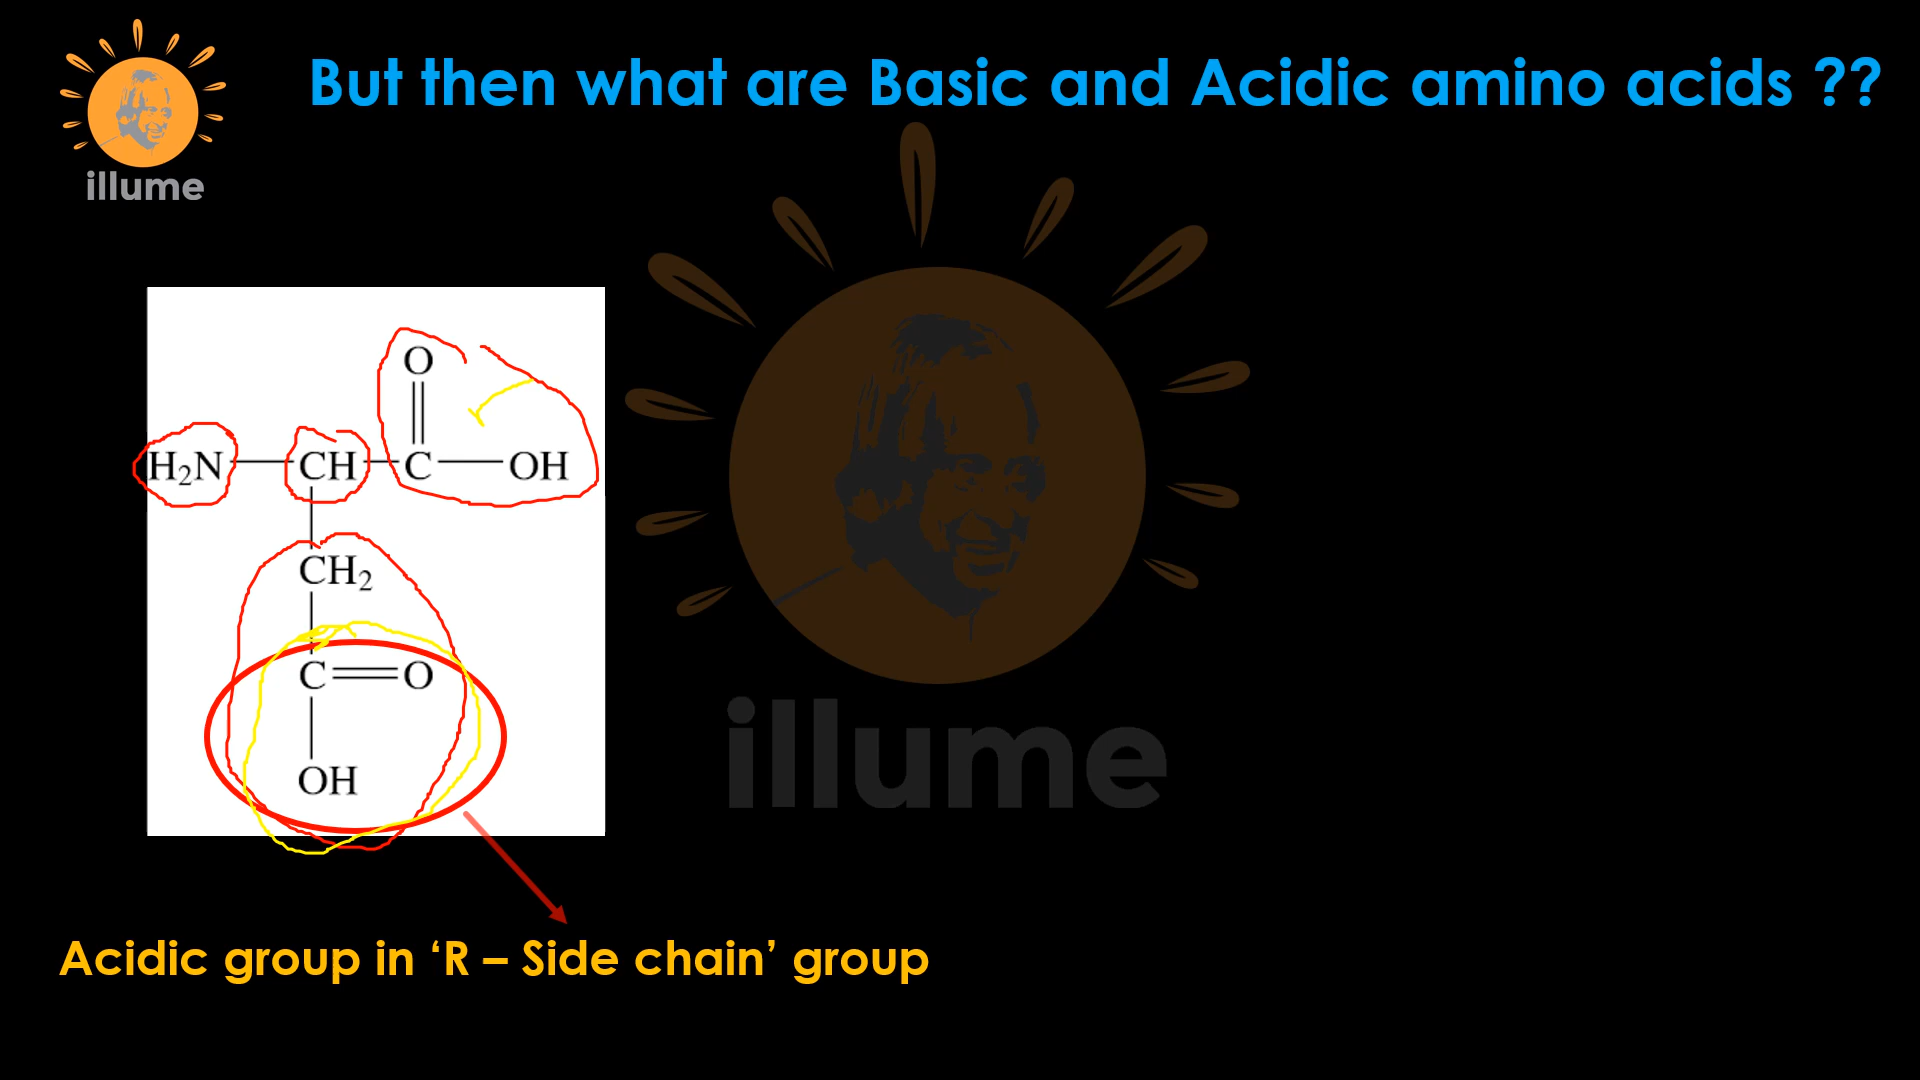 But then what are Basic and Acidic amino acids ??
illume
O
H₂N CH C OH
CH₂
C O
OH
illume
Acidic group in ‘R – Side chain’ group